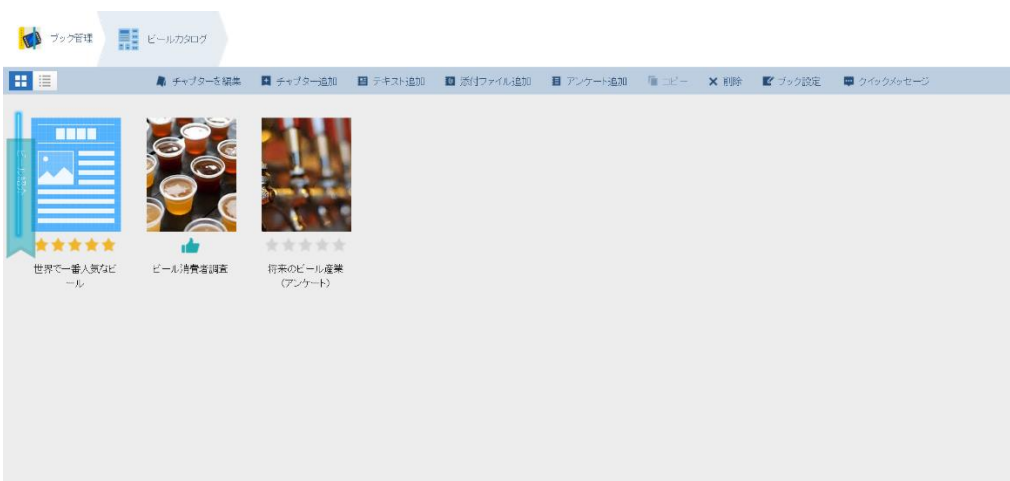 ブック管理
ビールカタログ
チャプターを編集
チャプター追加
テキスト追加
添付ファイル追加
アンケート追加
コピー
削除
ブック設定
クイックメッセージ
世界で一番人気なビ
ール
ビール消費者調査
将来のビール産業
（アンケート）